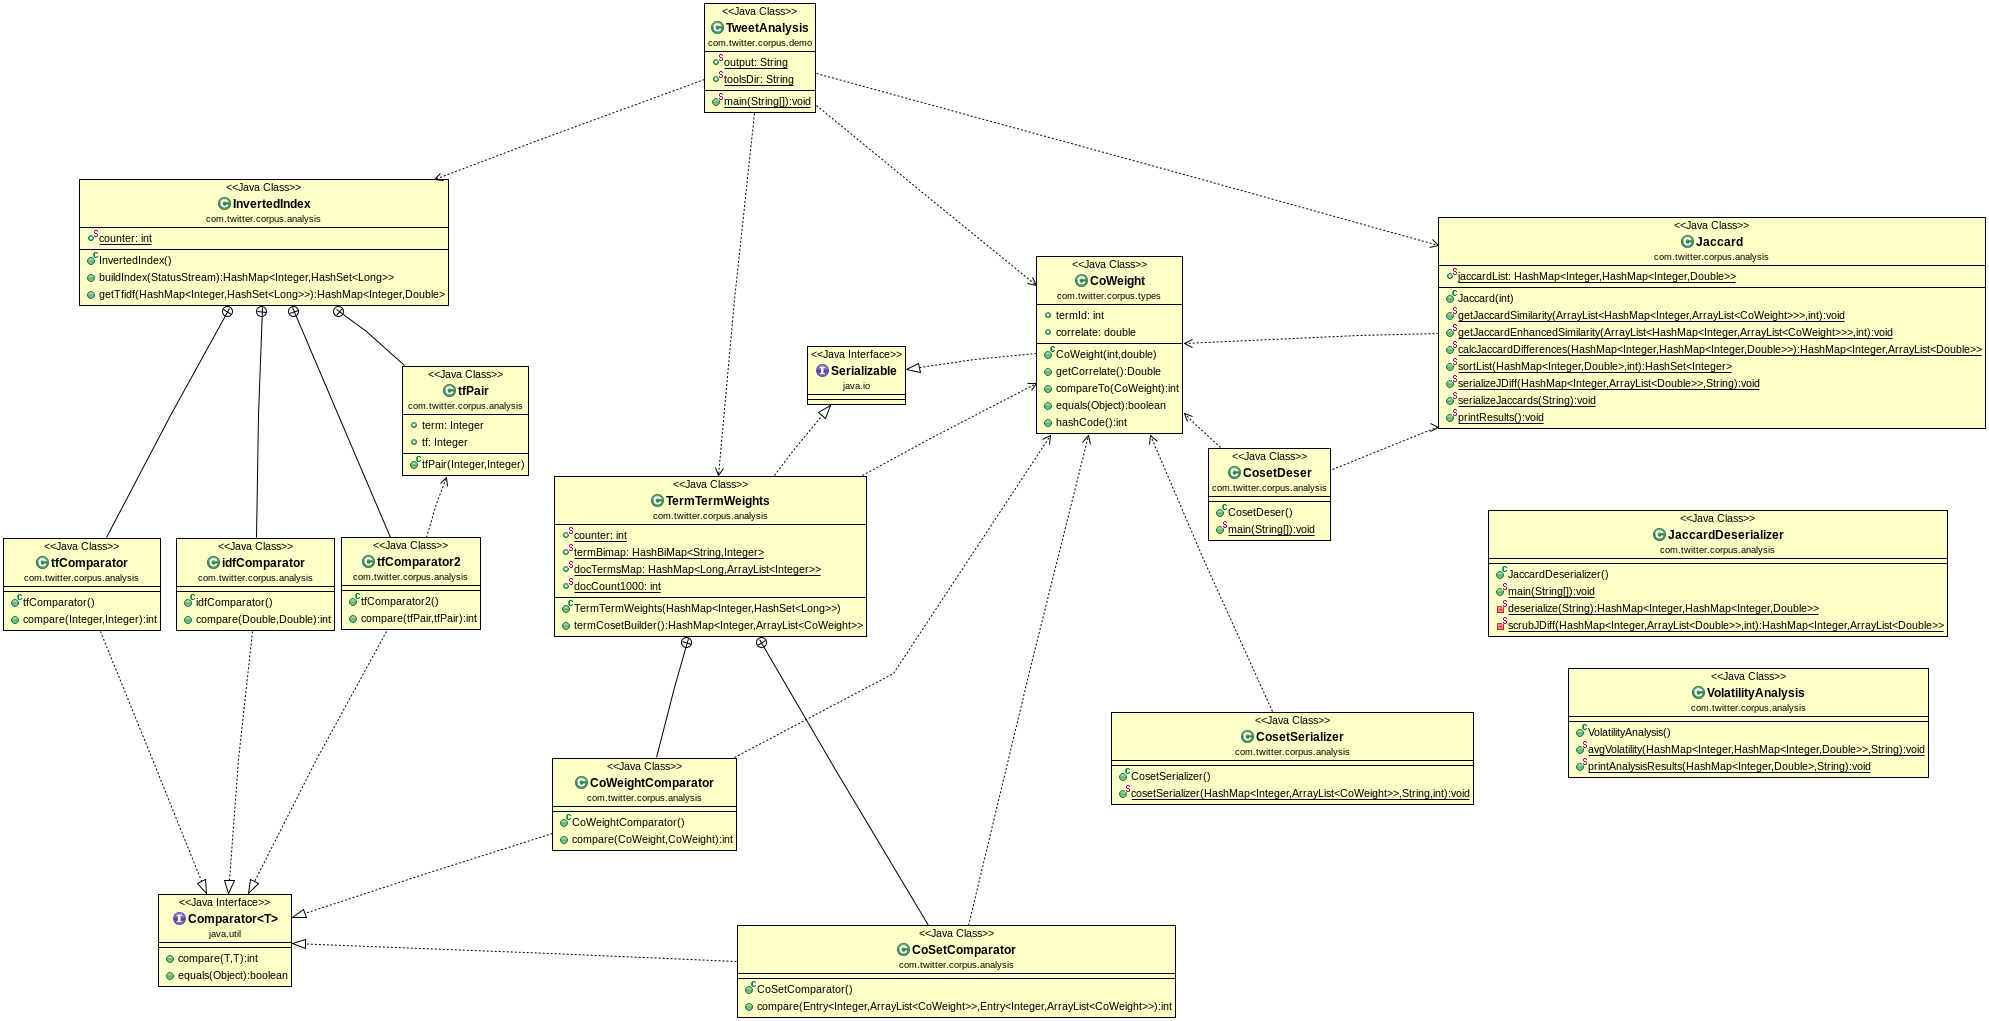 <<Java Class>>
TweetAnalysis
com.twitter.corpus.demo
output: String
toolsDir: String
main(String[]):void
<<Java Class>>
InvertedIndex
com.twitter.corpus.analysis
counter: int
InvertedIndex()
buildIndex(StatusStream):HashMap<Integer,HashSet<Long>>
getTfidf(HashMap<Integer,HashSet<Long>>):HashMap<Integer,Double>
<<Java Class>>
Jaccard
com.twitter.corpus.analysis
jaccardList: HashMap<Integer,HashMap<Integer,Double>>
Jaccard(int)
getJaccardSimilarity(ArrayList<HashMap<Integer,ArrayList<CoWeight>>>,int):void
getJaccardEnhancedSimilarity(ArrayList<HashMap<Integer,ArrayList<CoWeight>>>,int):void
calcJaccardDifferences(HashMap<Integer,HashMap<Integer,Double>>):HashMap<Integer,ArrayList<Double>>
sortList(HashMap<Integer,Double>,int):HashSet<Integer>
serializeJDiff(HashMap<Integer,ArrayList<Double>>,String):void
serializeJaccards(String):void
printResults():void
<<Java Class>>
CoWeight
com.twitter.corpus.types
termId: int
correlate: double
CoWeight(int,double)
getCorrelate():Double
compareTo(CoWeight):int
equals(Object):boolean
hashCode():int
<<Java Interface>>
Serializable
java.io
<<Java Class>>
tfPair
com.twitter.corpus.analysis
term: Integer
tf: Integer
tfPair(Integer,Integer)
<<Java Class>>
CosetDeser
com.twitter.corpus.analysis
CosetDeser()
main(String[]):void
<<Java Class>>
TermTermWeights
com.twitter.corpus.analysis
counter: int
termBimap: HashBiMap<String,Integer>
docTermsMap: HashMap<Long,ArrayList<Integer>>
docCount1000: int
TermTermWeights(HashMap<Integer,HashSet<Long>>)
termCosetBuilder():HashMap<Integer,ArrayList<CoWeight>>
<<Java Class>>
JaccardDeserializer
com.twitter.corpus.analysis
JaccardDeserializer()
main(String[]):void
deserialize(String):HashMap<Integer,HashMap<Integer,Double>>
scrubJDiff(HashMap<Integer,ArrayList<Double>>,int):HashMap<Integer,ArrayList<Double>>
<<Java Class>>
tfComparator
com.twitter.corpus.analysis
tfComparator()
compare(Integer,Integer):int
<<Java Class>>
idfComparator
com.twitter.corpus.analysis
idfComparator()
compare(Double,Double):int
<<Java Class>>
tfComparator2
com.twitter.corpus.analysis
tfComparator2()
compare(tfPair,tfPair):int
<<Java Class>>
VolatilityAnalysis
com.twitter.corpus.analysis
VolatilityAnalysis()
avgVolatility(HashMap<Integer,HashMap<Integer,Double>>,String):void
printAnalysisResults(HashMap<Integer,Double>,String):void
<<Java Class>>
CosetSerializer
com.twitter.corpus.analysis
CosetSerializer()
cosetSerializer(HashMap<Integer,ArrayList<CoWeight>>,String,int):void
<<Java Class>>
CoWeightComparator
com.twitter.corpus.analysis
CoWeightComparator()
compare(CoWeight,CoWeight):int
<<Java Interface>>
Comparator<T>
java.util
compare(T,T):int
equals(Object):boolean
<<Java Class>>
CoSetComparator
com.twitter.corpus.analysis
CoSetComparator()
compare(Entry<Integer,ArrayList<CoWeight>>,Entry<Integer,ArrayList<CoWeight>>):int